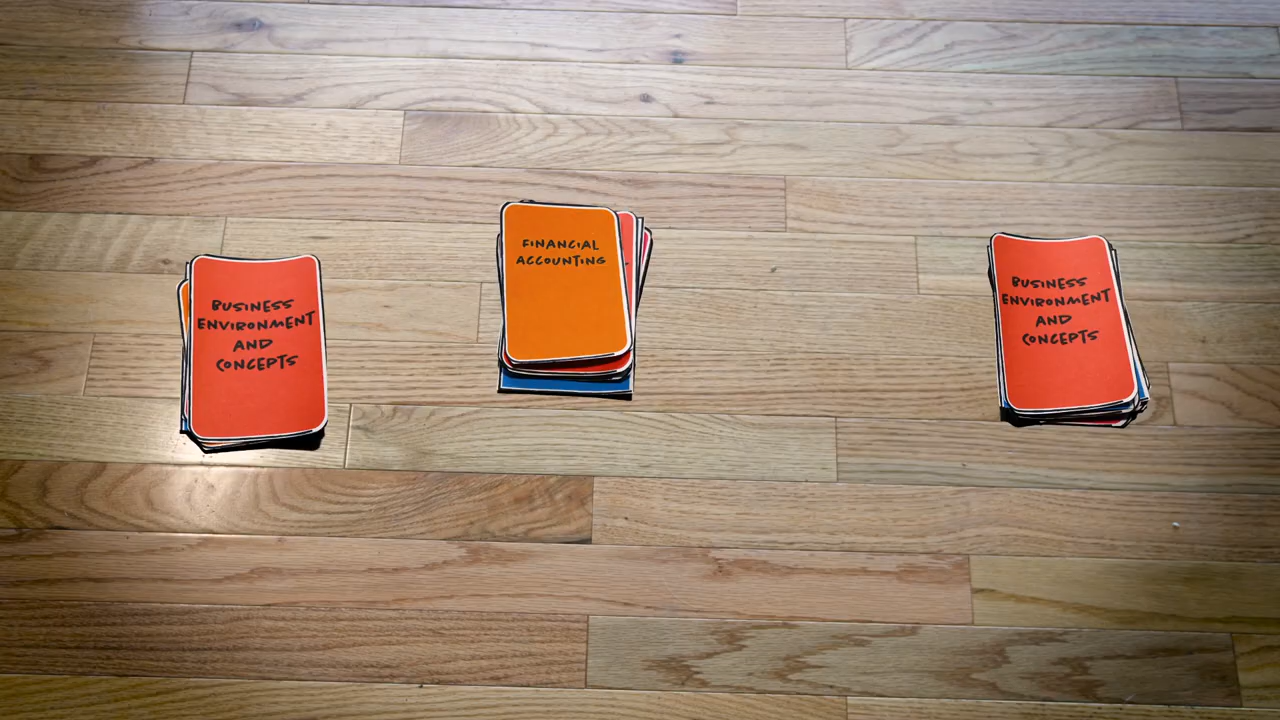 BUSINESS
ENVIRONMENT
AND
CONCEPTS
FINANCIAL
ACCOUNTING
BUSINESS
ENVIRONMENT
AND
CONCEPTS